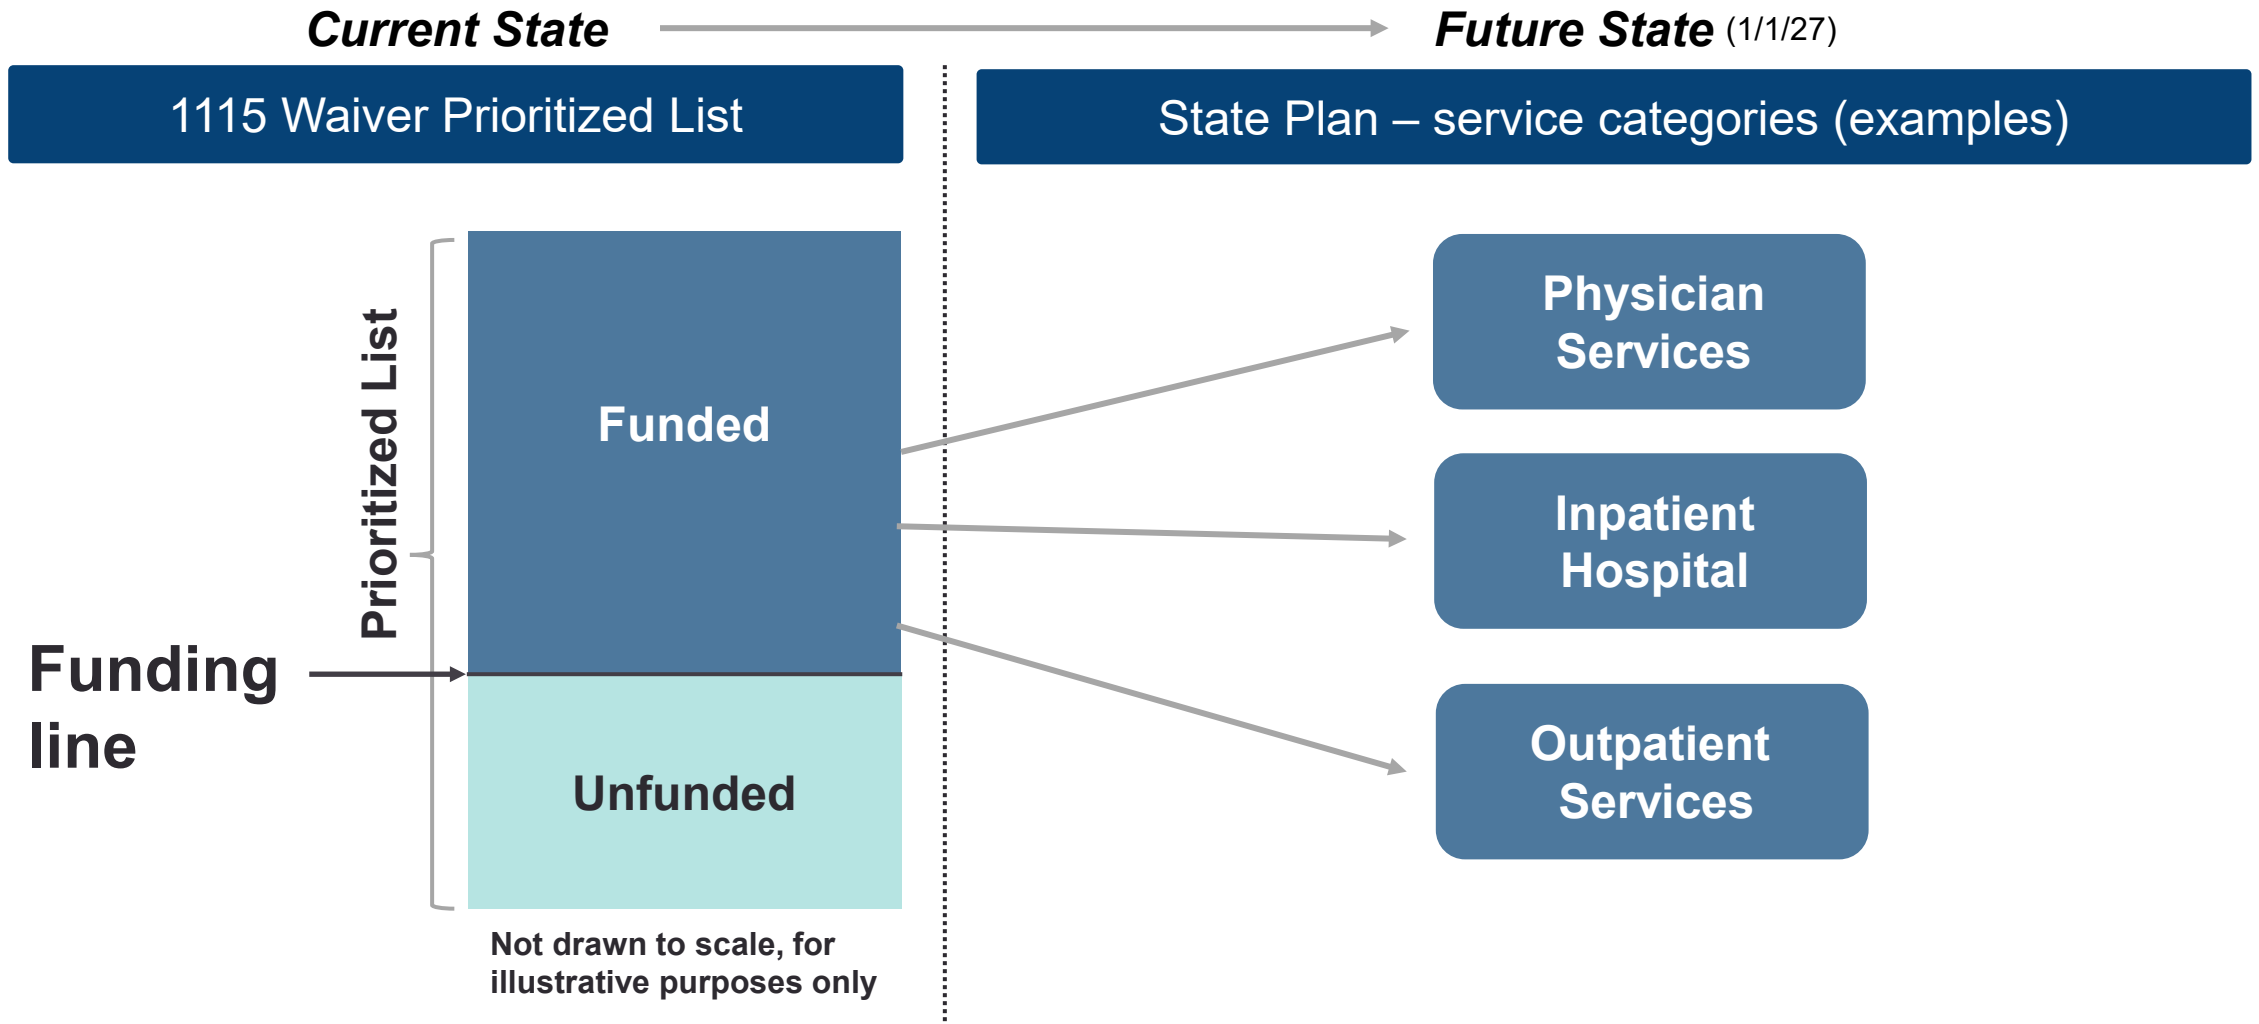 Current State
Future State (1/1/27)
1115 Waiver Prioritized List
State Plan – service categories (examples)
Prioritized List
Funded
Funding
line
Unfunded
Not drawn to scale, for
illustrative purposes only
Physician
Services
Inpatient
Hospital
Outpatient
Services